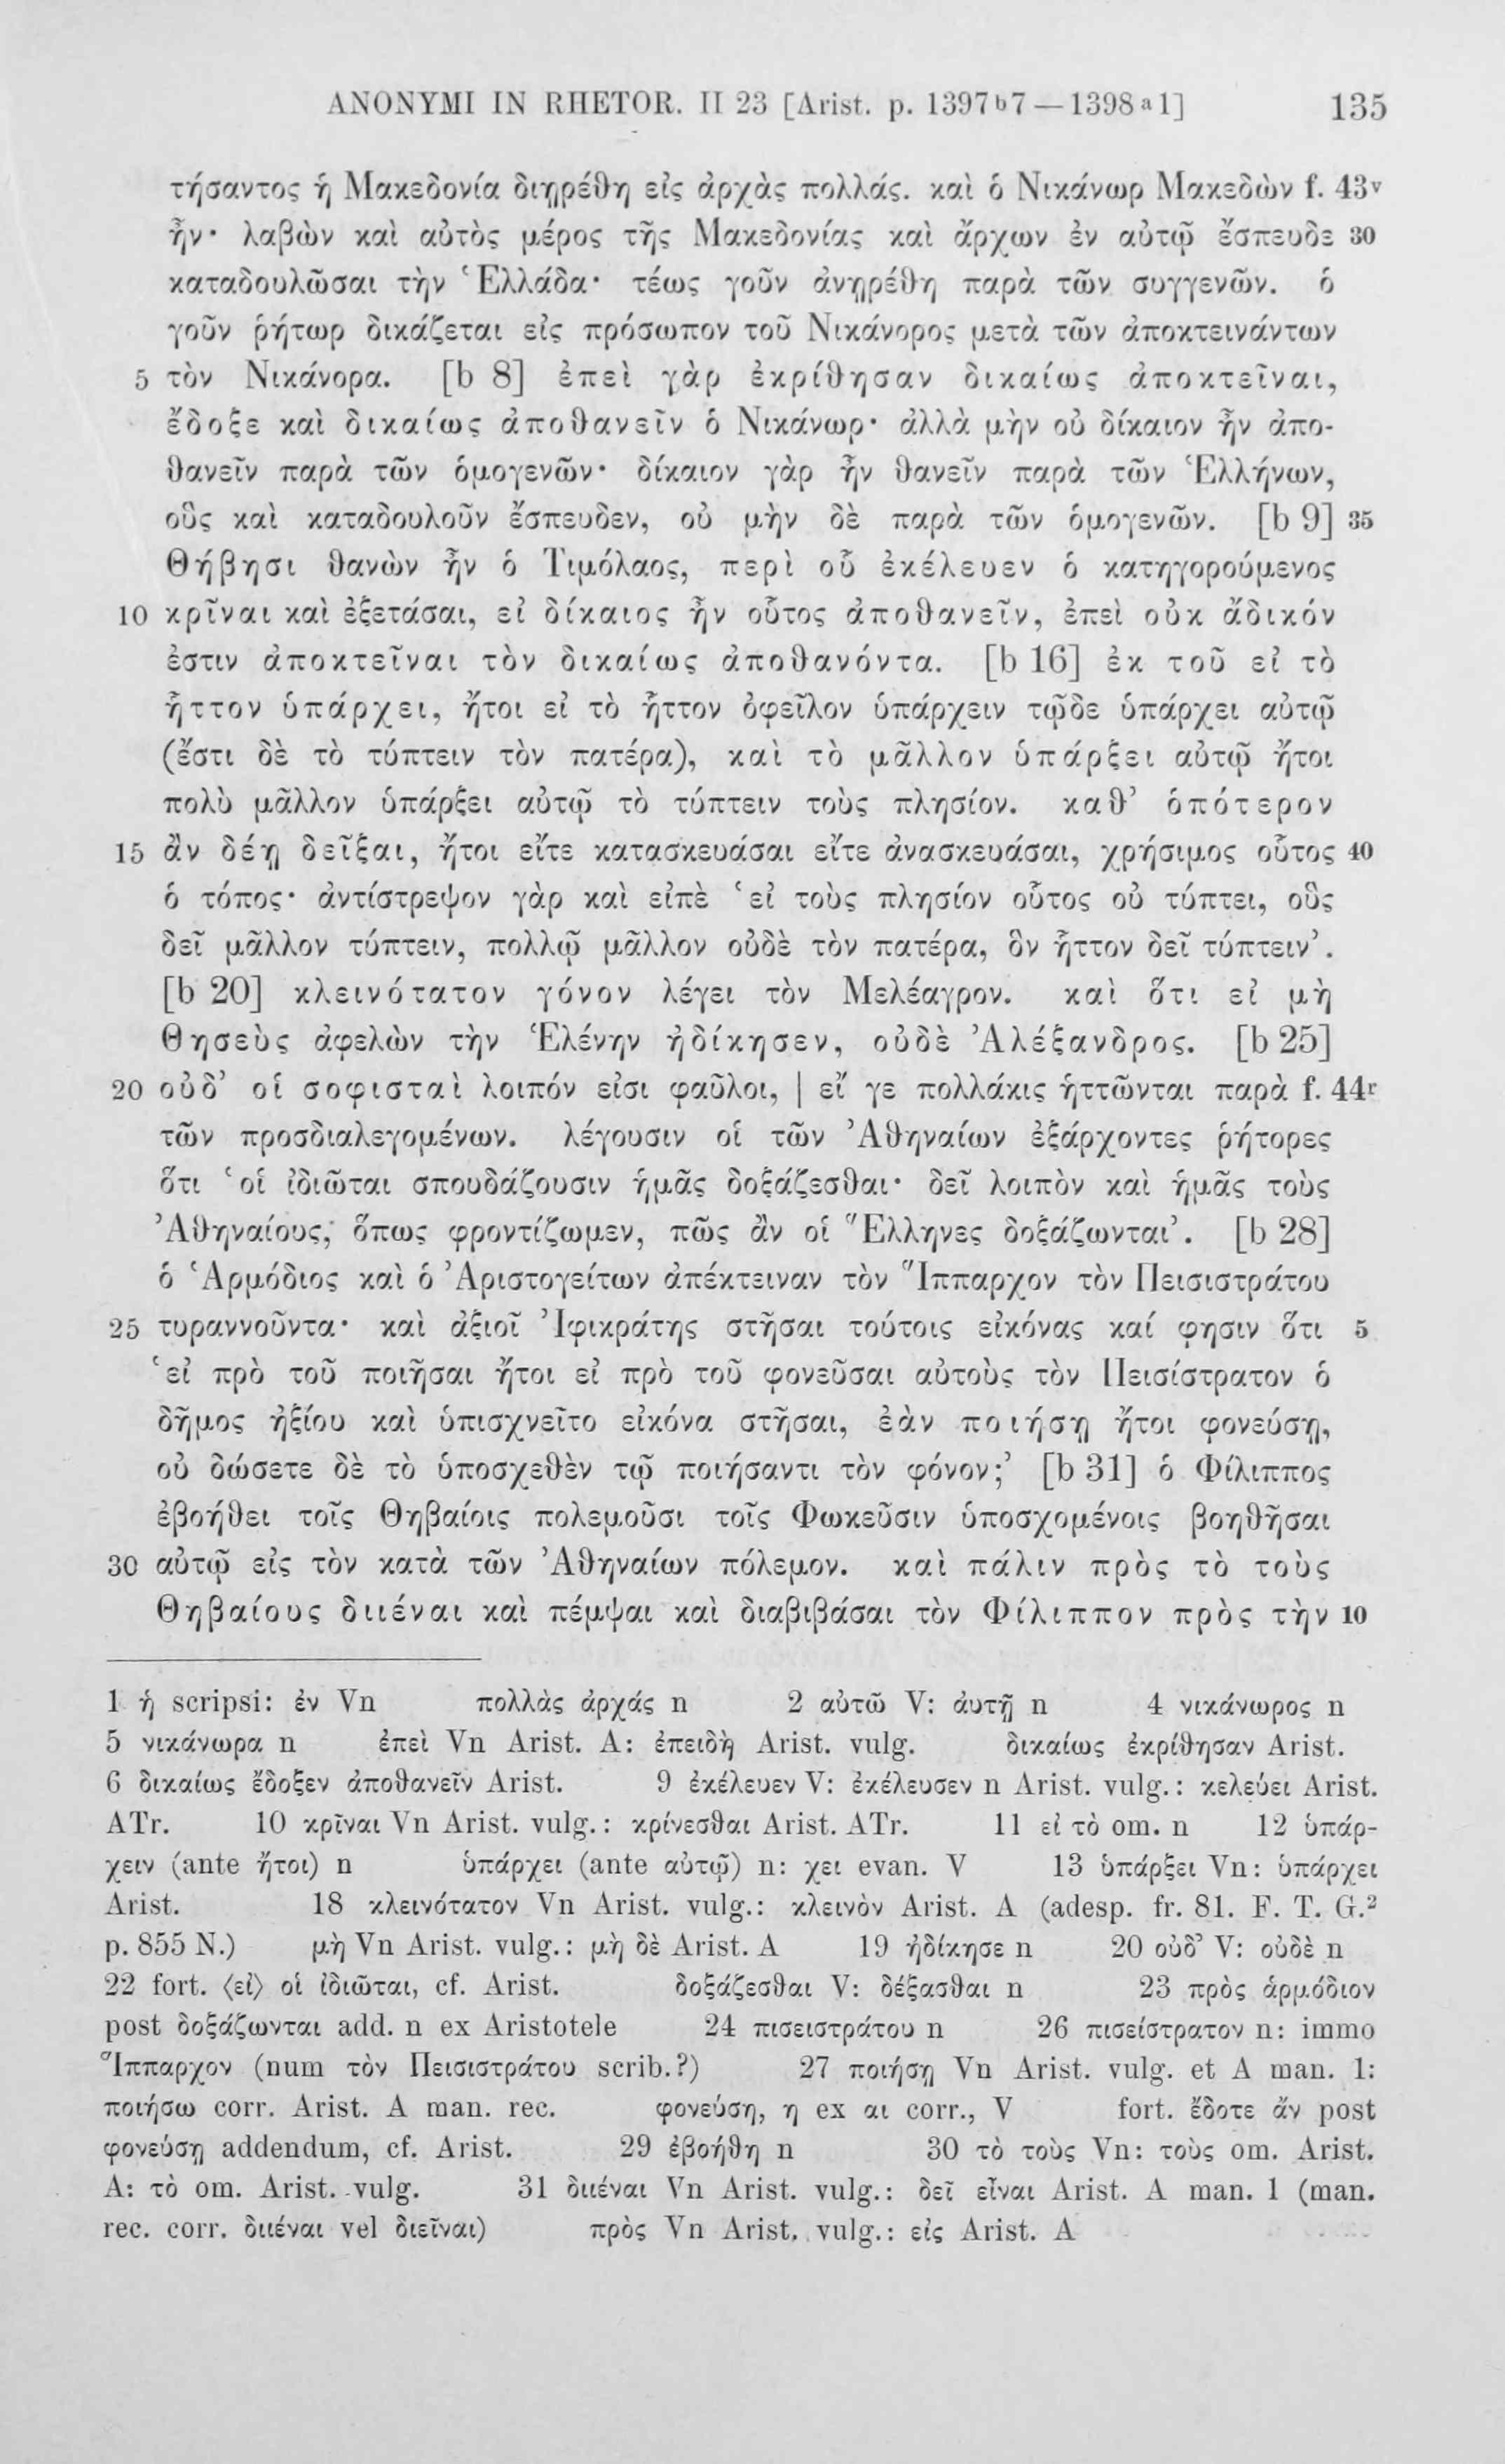 ANONYMI IN RHETOR. II 23 [Arist. p. 1397b7 — 1398a1] 135
τήσαντος ἡ Μακεδονία διῃρέθη εἰς ἀρχὰς πολλάς. καὶ ὁ Νικάνωρ Μακεδὼν f. 43v
ἦν· λαβὼν καὶ αὐτὸς μέρος τῆς Μακεδονίας καὶ ἄρχων ἐν αὐτῷ ἔσπευδε 30
καταδουλῶσαι τὴν Ἑλλάδα· τέως γοῦν ἀνῃρέθη παρὰ τῶν συγγενῶν. ὁ
γοῦν ῥήτωρ δικάζεται εἰς πρόσωπον τοῦ Νικάνορος μετὰ τῶν ἀποκτεινάντων
5 τὸν Νικάνορα. [b 8] ἐπεὶ γὰρ ἐκρίθησαν δικαίως ἀποκτεῖναι,
ἔδοξε καὶ δικαίως ἀποθανεῖν ὁ Νικάνωρ· ἀλλὰ μὴν οὐ δίκαιον ἦν ἀπο-
θανεῖν παρὰ τῶν ὁμογενῶν· δίκαιον γὰρ ἦν θανεῖν παρὰ τῶν Ἑλλήνων,
οὓς καὶ καταδουλοῦν ἔσπευδεν, οὐ μὴν δὲ παρὰ τῶν ὁμογενῶν. [b 9] 35
Θήβησι θανὼν ἦν ὁ Τιμόλαος, περὶ οὗ ἐκέλευεν ὁ κατηγορούμενος
10 κρῖναι καὶ ἐξετάσαι, εἰ δίκαιος ἦν οὗτος ἀποθανεῖν, ἐπεὶ οὐκ ἄδικόν
ἐστιν ἀποκτεῖναι τὸν δικαίως ἀποθανόντα. [b 16] ἐκ τοῦ εἰ τὸ
ἧττον ὑπάρχει, ἤτοι εἰ τὸ ἧττον ὀφεῖλον ὑπάρχειν τῷδε ὑπάρχει αὐτῷ
(ἔστι δὲ τὸ τύπτειν τὸν πατέρα), καὶ τὸ μᾶλλον ὑπάρξει αὐτῷ ἤτοι
πολὺ μᾶλλον ὑπάρξει αὐτῷ τὸ τύπτειν τοὺς πλησίον. καθ’ ὁπότερον
15 ἂν δέῃ δεῖξαι, ἤτοι εἴτε κατασκευάσαι εἴτε ἀνασκευάσαι, χρήσιμος οὗτος 40
ὁ τόπος· ἀντίστρεψον γὰρ καὶ εἰπὲ ‘εἰ τοὺς πλησίον οὗτος οὐ τύπτει, οὓς
δεῖ μᾶλλον τύπτειν, πολλῷ μᾶλλον οὐδὲ τὸν πατέρα, ὃν ἧττον δεῖ τύπτειν’.
[b 20] κλεινότατον γόνον λέγει τὸν Μελέαγρον. καὶ ὅτι εἰ μὴ
Θησεὺς ἀφελὼν τὴν Ἑλένην ἠδίκησεν, οὐδὲ Ἀλέξανδρος. [b 25]
20 οὐδ’ οἱ σοφισταὶ λοιπόν εἰσι φαῦλοι, | εἴ γε πολλάκις ἡττῶνται παρὰ f. 44r
τῶν προσδιαλεγομένων. λέγουσιν οἱ τῶν Ἀθηναίων ἐξάρχοντες ῥήτορες
ὅτι ‘οἱ ἰδιῶται σπουδάζουσιν ἡμᾶς δοξάζεσθαι· δεῖ λοιπὸν καὶ ἡμᾶς τοὺς
Ἀθηναίους, ὅπως φροντίζωμεν, πῶς ἂν οἱ Ἕλληνες δοξάζωνται’. [b 28]
ὁ Ἁρμόδιος καὶ ὁ Ἀριστογείτων ἀπέκτειναν τὸν Ἵππαρχον τὸν Πεισιστράτου
25 τυραννοῦντα· καὶ ἀξιοῖ Ἰφικράτης στῆσαι τούτοις εἰκόνας καί φησιν ὅτι 5
‘εἰ πρὸ τοῦ ποιῆσαι ἤτοι εἰ πρὸ τοῦ φονεῦσαι αὐτοὺς τὸν Πεισίστρατον ὁ
δῆμος ἠξίου καὶ ὑπισχνεῖτο εἰκόνα στῆσαι, ἐὰν ποιήσῃ ἤτοι φονεύσῃ,
οὐ δώσετε δὲ τὸ ὑποσχεθὲν τῷ ποιήσαντι τὸν φόνον;’ [b 31] ὁ Φίλιππος
ἐβοήθει τοῖς Θηβαίοις πολεμοῦσι τοῖς Φωκεῦσιν ὑποσχομένοις βοηθῆσαι
30 αὐτῷ εἰς τὸν κατὰ τῶν Ἀθηναίων πόλεμον. καὶ πάλιν πρὸς τὸ τοὺς
Θηβαίους διιέναι καὶ πέμψαι καὶ διαβιβάσαι τὸν Φίλιππον πρὸς τὴν 10
1 ἡ scripsi: ἐν Vn πολλὰς ἀρχάς n 2 αὐτῶ V: ἀυτῇ n 4 νικάνωρος n
5 νικάνωρα n ἐπεὶ Vn Arist. A: ἐπειδὴ Arist. vulg. δικαίως ἐκρίθησαν Arist.
6 δικαίως ἔδοξεν ἀποθανεῖν Arist. 9 ἐκέλευεν V: ἐκέλευσεν n Arist. vulg.: κελεύει Arist.
ATr. 10 κρῖναι Vn Arist. vulg.: κρίνεσθαι Arist. ATr. 11 εἰ τὸ om. n 12 ὑπάρ-
χειν (ante ἤτοι) n ὑπάρχει (ante αὐτῷ) n: χει evan. V 13 ὑπάρξει Vn: ὑπάρχει
Arist. 18 κλεινότατον Vn Arist. vulg.: κλεινὸν Arist. A (adesp. fr. 81. F. T. G.²
p. 855 N.) μὴ Vn Arist. vulg.: μὴ δὲ Arist. A 19 ἠδίκησε n 20 οὐδ’ V: οὐδὲ n
22 fort. ⟨εἰ⟩ οἱ ἰδιῶται, cf. Arist. δοξάζεσθαι V: δέξασθαι n 23 πρὸς ἁρμόδιον
post δοξάζωνται add. n ex Aristotele 24 πισειστράτου n 26 πισείστρατον n: immo
Ἵππαρχον (num τὸν Πεισιστράτου scrib.?) 27 ποιήσῃ Vn Arist. vulg. et A man. 1:
ποιήσω corr. Arist. A man. rec. φονεύση, η ex αι corr., V fort. ἔδοτε ἄν post
φονεύσῃ addendum, cf. Arist. 29 ἐβοήθη n 30 τὸ τοὺς Vn: τοὺς om. Arist.
A: τὸ om. Arist. vulg. 31 διιέναι Vn Arist. vulg.: δεῖ εἶναι Arist. A man. 1 (man.
rec. corr. διιέναι vel διεῖναι) πρὸς Vn Arist. vulg.: εἰς Arist. A